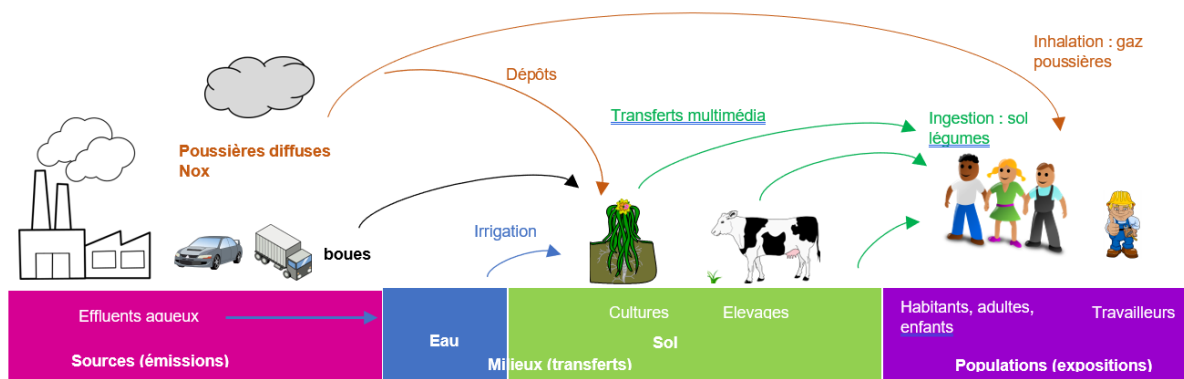 Inhalation : gaz
poussières
Dépôts
Transferts multimédia
Ingestion : sol
légumes
Poussières diffuses
Nox
Irrigation
boues
Effluents aqueux
Cultures
Elevages
Habitants, adultes,
enfants
Travailleurs
Eau
Sol
Sources (émissions)
Milieux (transferts)
Populations (expositions)